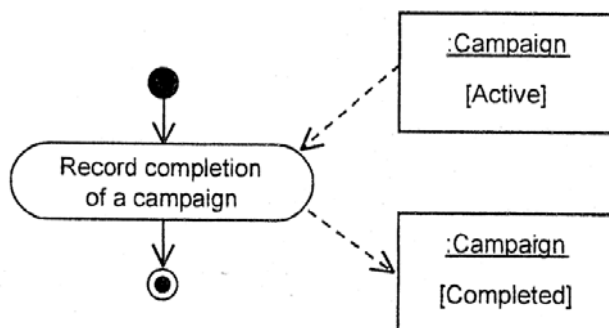 :Campaign
[Active]
Record completion
of a campaign
:Campaign
[Completed]